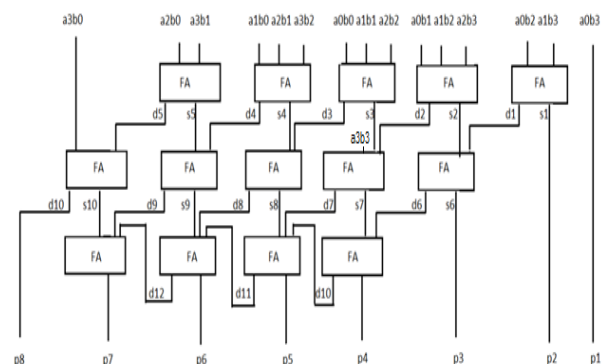 a3b0 a2b0 a3b1 a1b0 a2b1 a3b2 a0b0 a1b1 a2b2 a0b1 a1b2 a2b3 a0b2 a1b3 a0b3
FA FA FA FA FA
d5 s5 d4 s4 d3 s3 d2 s2 d1 s1
a3b3
FA FA FA FA FA
d10 s10 d9 s9 d8 s8 d7 s7 d6 s6
FA FA FA FA
d12 d11 d10
p8 p7 p6 p5 p4 p3 p2 p1